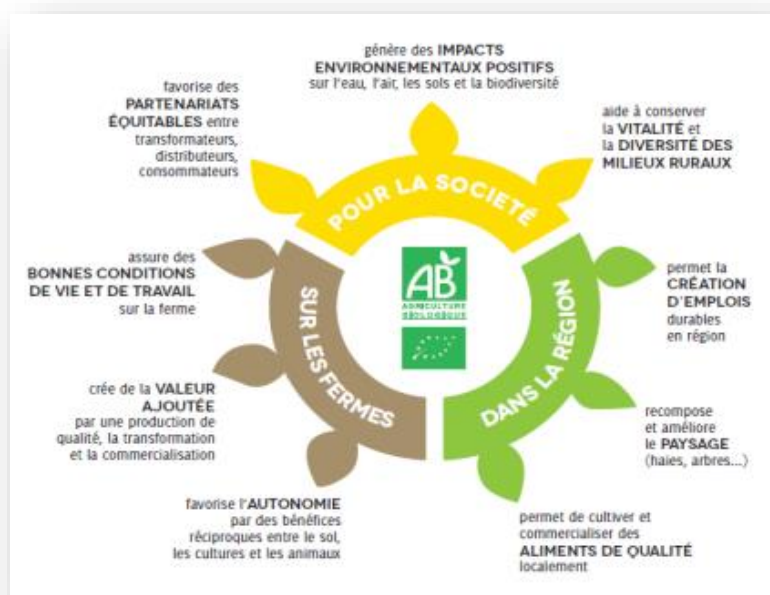 génère des IMPACTS
ENVIRONNEMENTAUX POSITIFS
sur l'eau, l'air, les sols et la biodiversité
favorise des
PARTENARIATS
ÉQUITABLES entre
transformateurs,
distributeurs,
consommateurs
aide à conserver
la VITALITÉ et
la DIVERSITÉ DES
MILIEUX RURAUX
POUR LA SOCIÉTÉ
assure des
BONNES CONDITIONS
DE VIE ET DE TRAVAIL
sur la ferme
AB
AGRICULTURE
BIOLOGIQUE
permet la
CRÉATION
D'EMPLOIS
durables
en région
SUR LES FERMES
DANS LA RÉGION
crée de la VALEUR
AJOUTÉE
par une production de
qualité, la transformation
et la commercialisation
recompose
et améliore
le PAYSAGE
(haies, arbres...)
favorise l'AUTONOMIE
par des bénéfices
réciproques entre le sol,
les cultures et les animaux
permet de cultiver et
commercialiser des
ALIMENTS DE QUALITÉ
localement